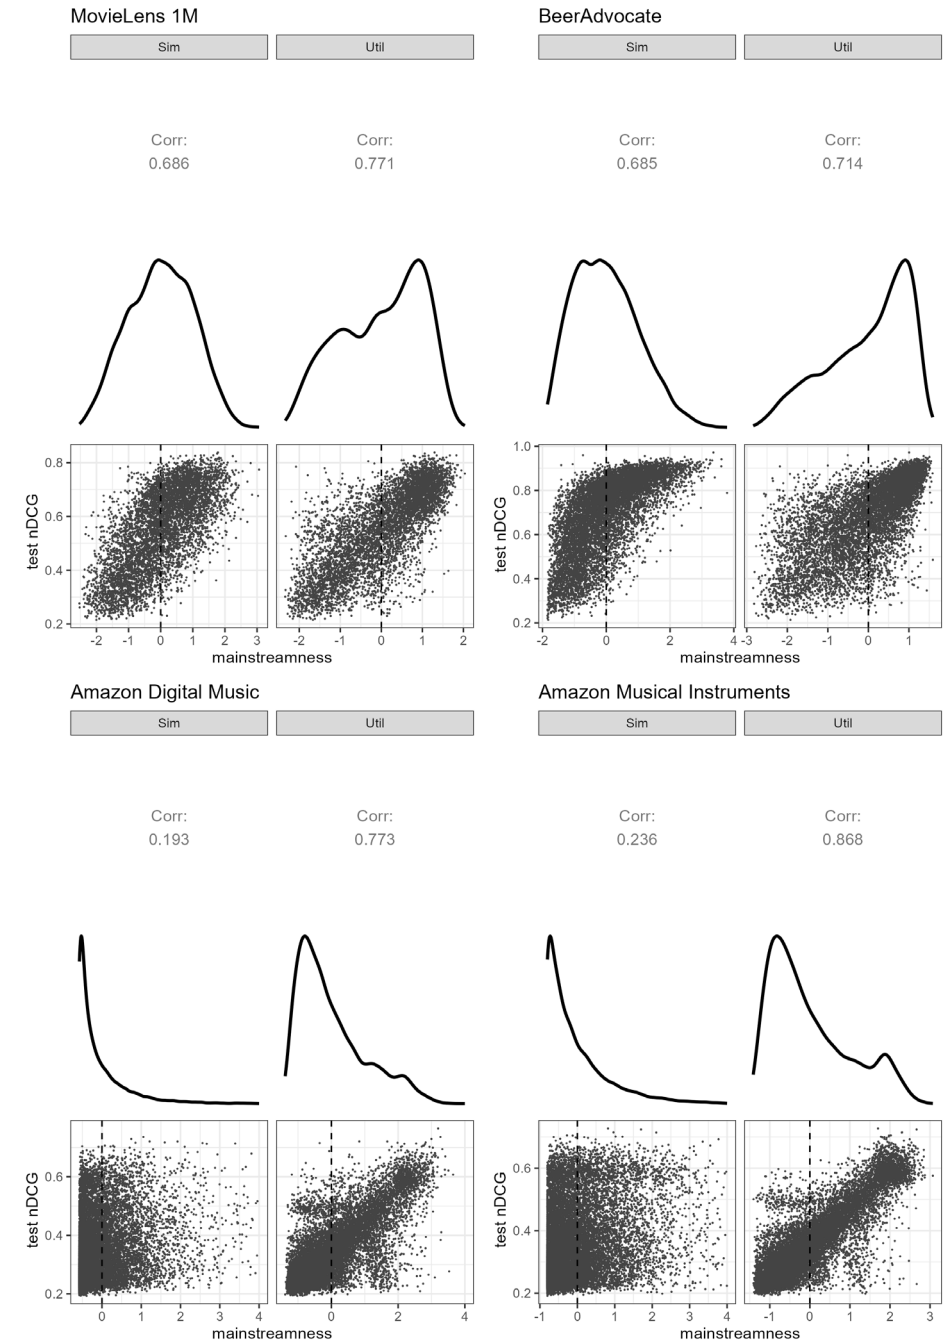 MovieLens 1M
BeerAdvocate
Sim
Util
Sim
Util
Corr:
0.686
Corr:
0.771
Corr:
0.685
Corr:
0.714
test nDCG
0.8
0.6
0.4
0.2
-2 -1 0 1 2 3
-2 -1 0 1 2
mainstreamness
test nDCG
1.0
0.8
0.6
0.4
0.2
-2 0 2 4
-3 -2 -1 0 1
mainstreamness
Amazon Digital Music
Amazon Musical Instruments
Sim
Util
Sim
Util
Corr:
0.193
Corr:
0.773
Corr:
0.236
Corr:
0.868
test nDCG
0.6
0.4
0.2
0 1 2 3 4
0 2 4
mainstreamness
test nDCG
0.6
0.4
0.2
-1 0 1 2 3 4
-1 0 1 2 3
mainstreamness